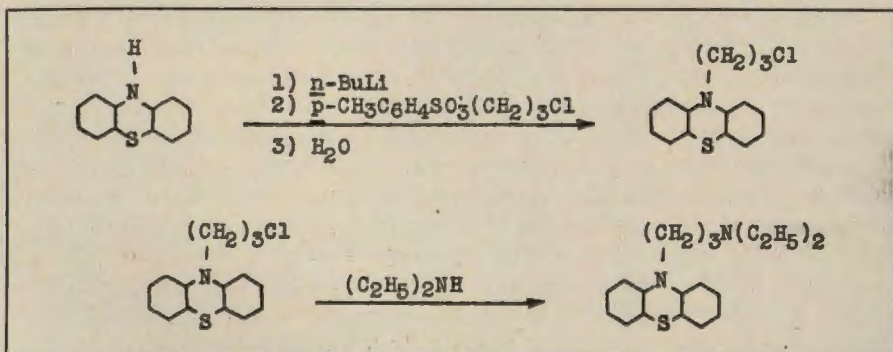 H
N
S
1) n-BuLi
2) p-CH3C6H4SO3(CH2)3Cl
3) H2O
(CH2)3Cl
N
S
(CH2)3Cl
N
S
(C2H5)2NH
(CH2)3N(C2H5)2
N
S